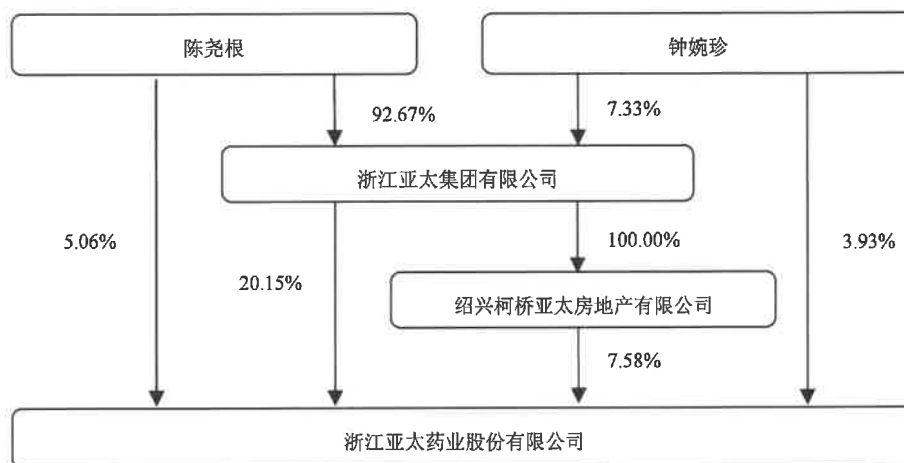 陈尧根
钟婉珍
92.67%
7.33%
浙江亚太集团有限公司
5.06%
20.15%
100.00%
3.93%
绍兴柯桥亚太房地产有限公司
7.58%
浙江亚太药业股份有限公司